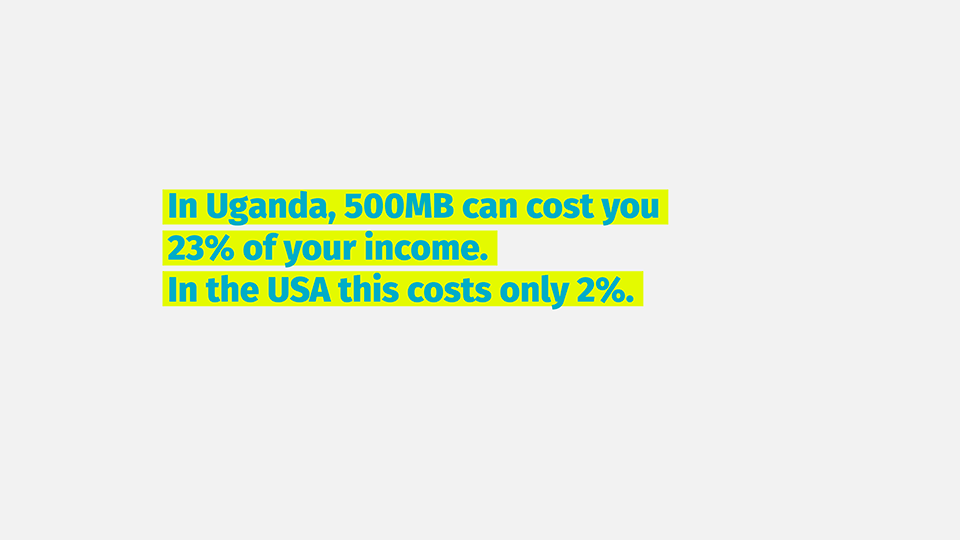 In Uganda, 500MB can cost you
23% of your income.
In the USA this costs only 2%.